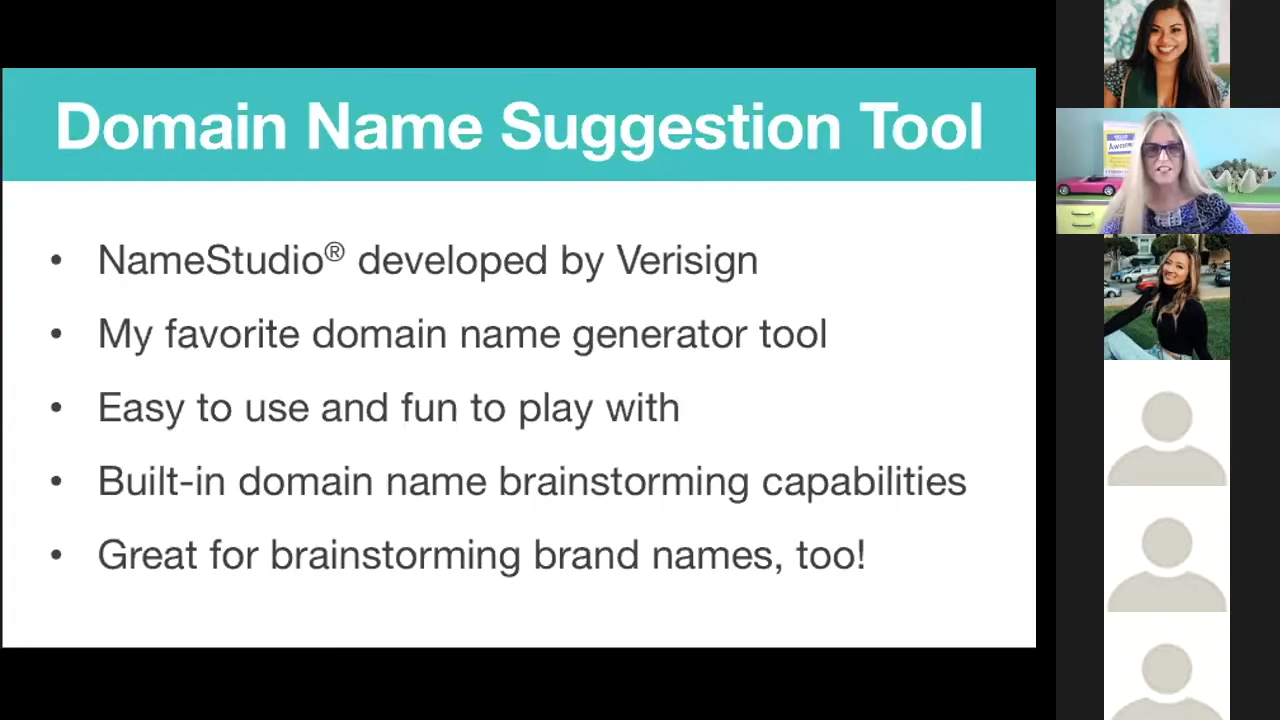 Domain Name Suggestion Tool
• NameStudio® developed by Verisign
• My favorite domain name generator tool
• Easy to use and fun to play with
• Built-in domain name brainstorming capabilities
• Great for brainstorming brand names, too!